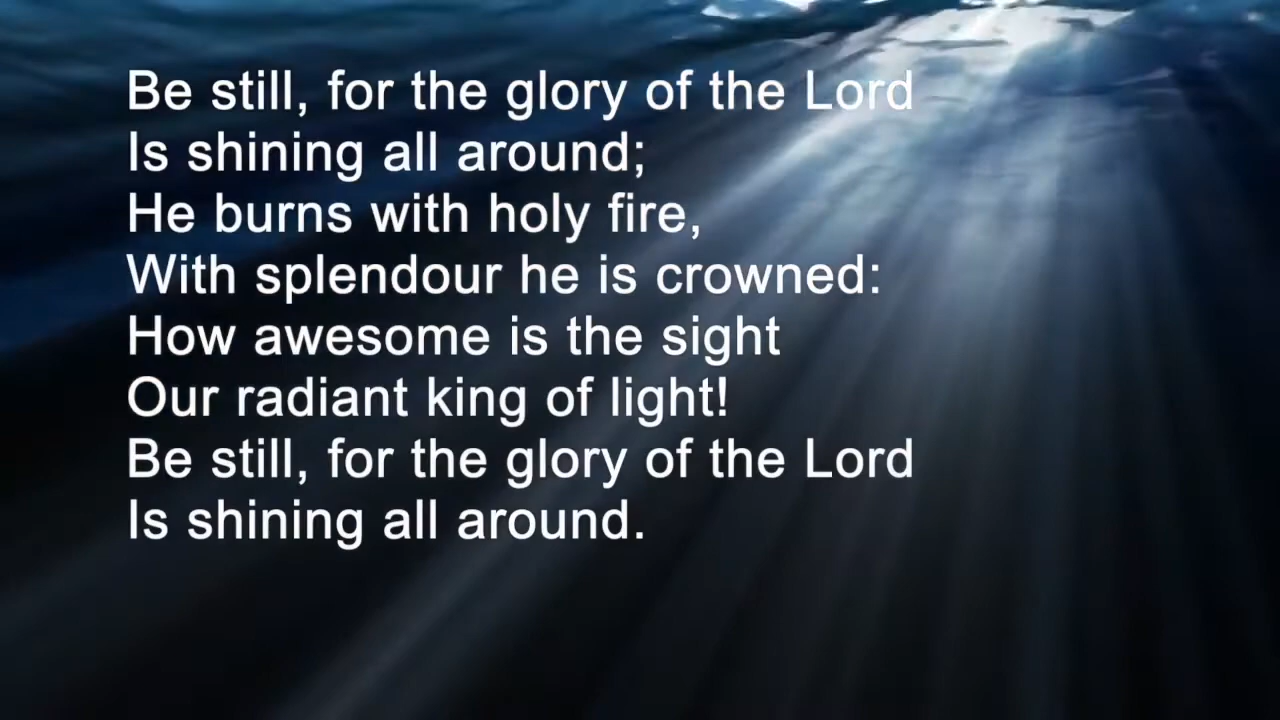 Be still, for the glory of the Lord
Is shining all around;
He burns with holy fire,
With splendour he is crowned:
How awesome is the sight
Our radiant king of light!
Be still, for the glory of the Lord
Is shining all around.